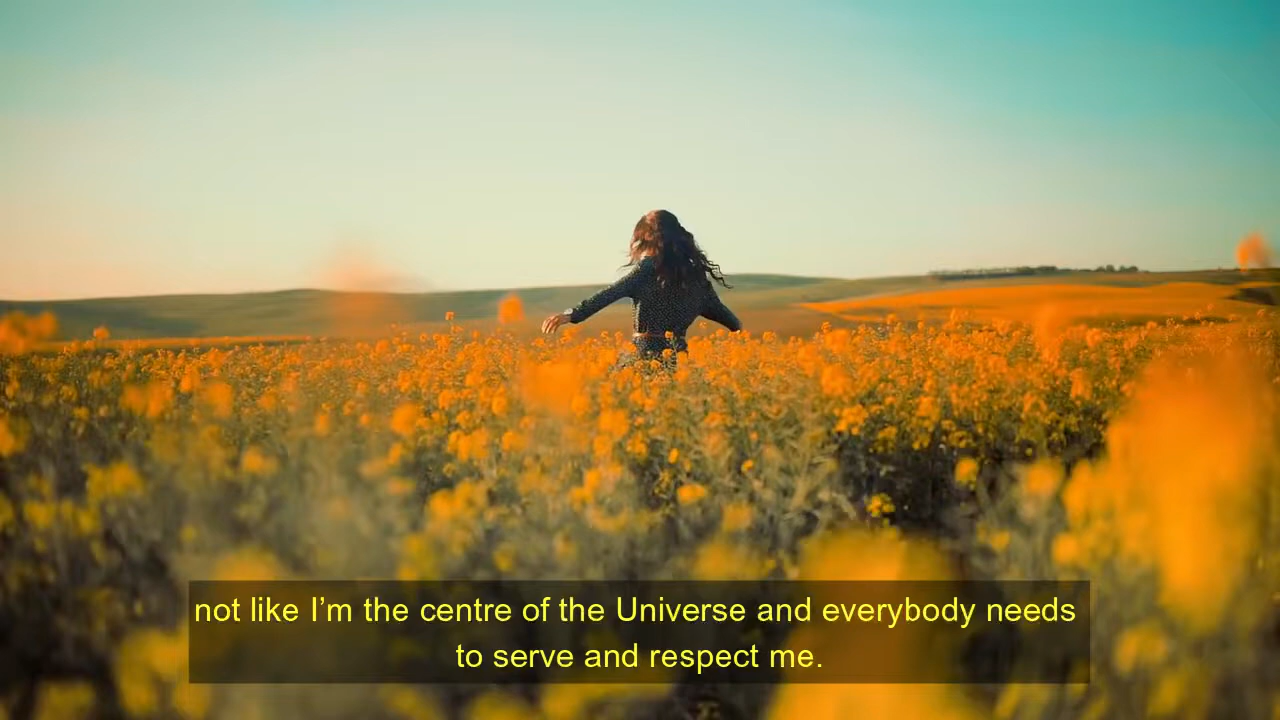 not like I’m the centre of the Universe and everybody needs
to serve and respect me.